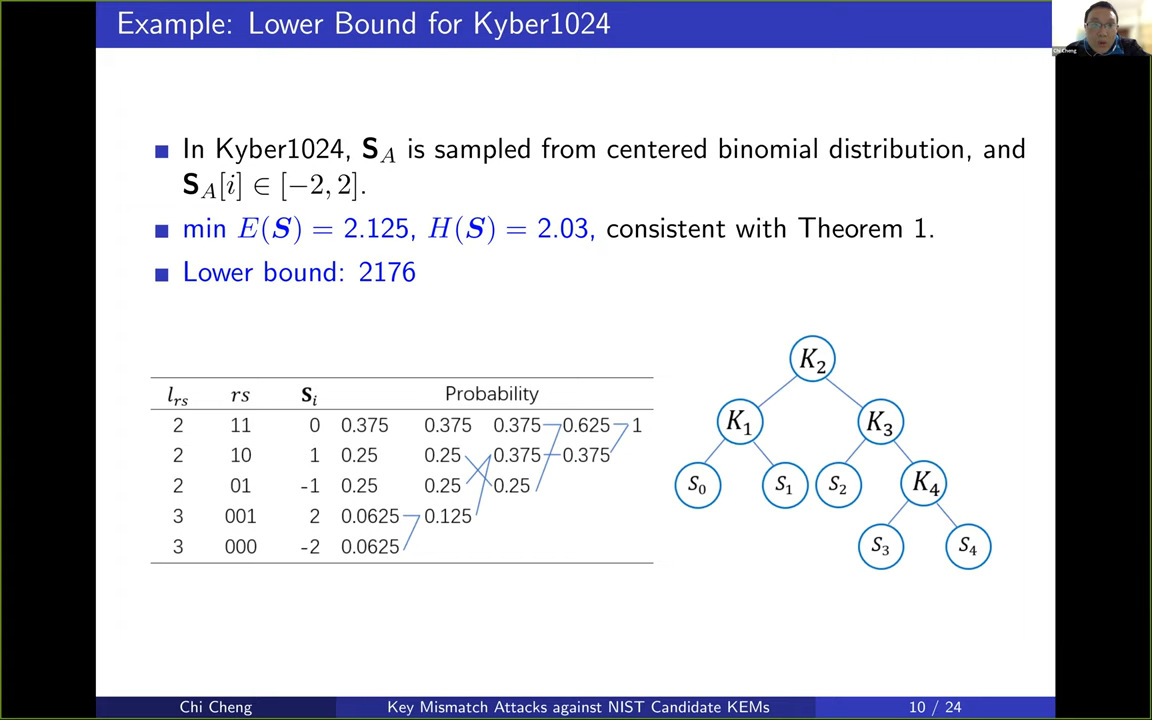 Example: Lower Bound for Kyber1024
Chi Cheng
In Kyber1024, S_A is sampled from centered binomial distribution, and
S_A[i] ∈ [−2, 2].
min E(S) = 2.125, H(S) = 2.03, consistent with Theorem 1.
Lower bound: 2176
l_rs rs S_i Probability
2 11 0 0.375 0.375 0.375 0.625 1
2 10 1 0.25 0.25 0.375 0.375
2 01 -1 0.25 0.25 0.25
3 001 2 0.0625 0.125
3 000 -2 0.0625
K_2
K_1 K_3
S_0 S_1 S_2 K_4
S_3 S_4
Chi Cheng Key Mismatch Attacks against NIST Candidate KEMs 10 / 24